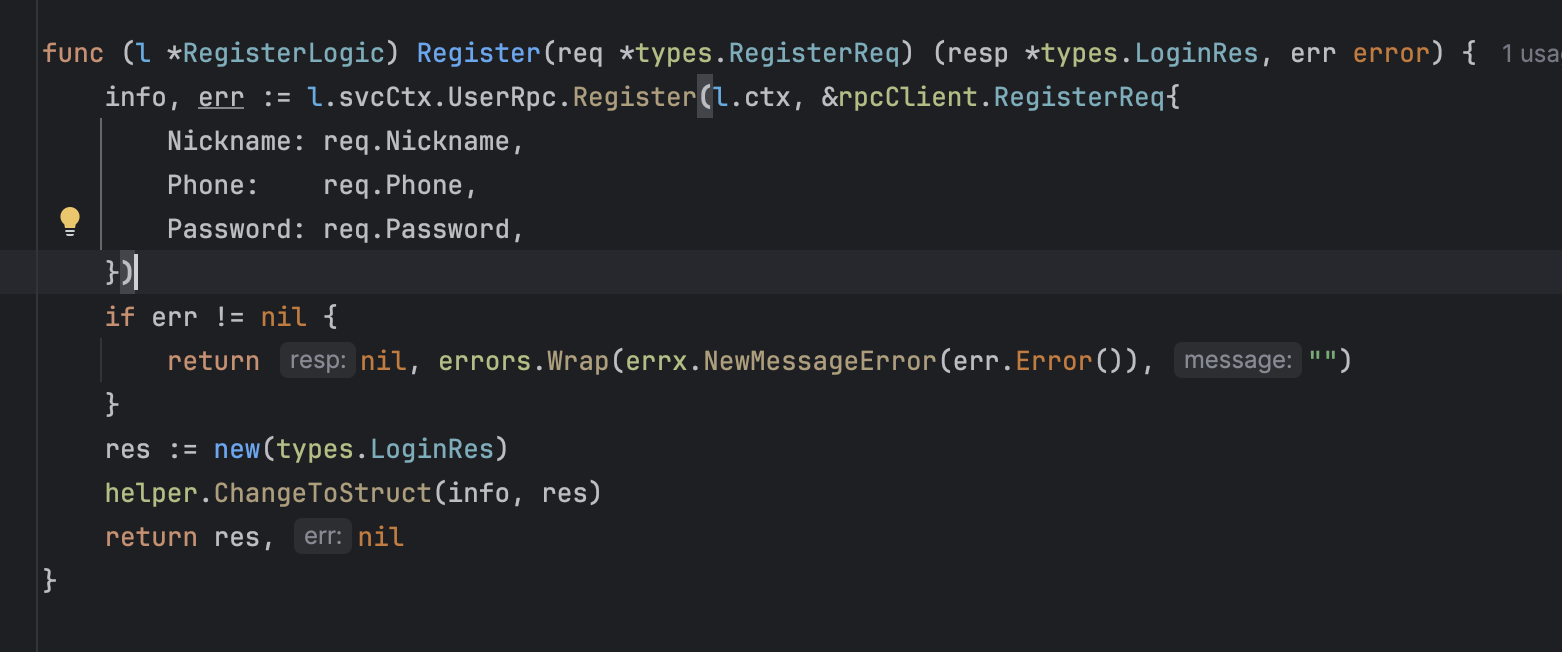 func (l *RegisterLogic) Register(req *types.RegisterReq) (resp *types.LoginRes, err error) { 1
    info, err := l.svcCtx.UserRpc.Register(l.ctx, &rpcClient.RegisterReq{
        Nickname: req.Nickname,
        Phone:    req.Phone,
        Password: req.Password,
    })
    if err != nil {
        return resp: nil, errors.Wrap(errx.NewMessageError(err.Error()), message: "")
    }
    res := new(types.LoginRes)
    helper.ChangeToStruct(info, res)
    return res, err: nil
}